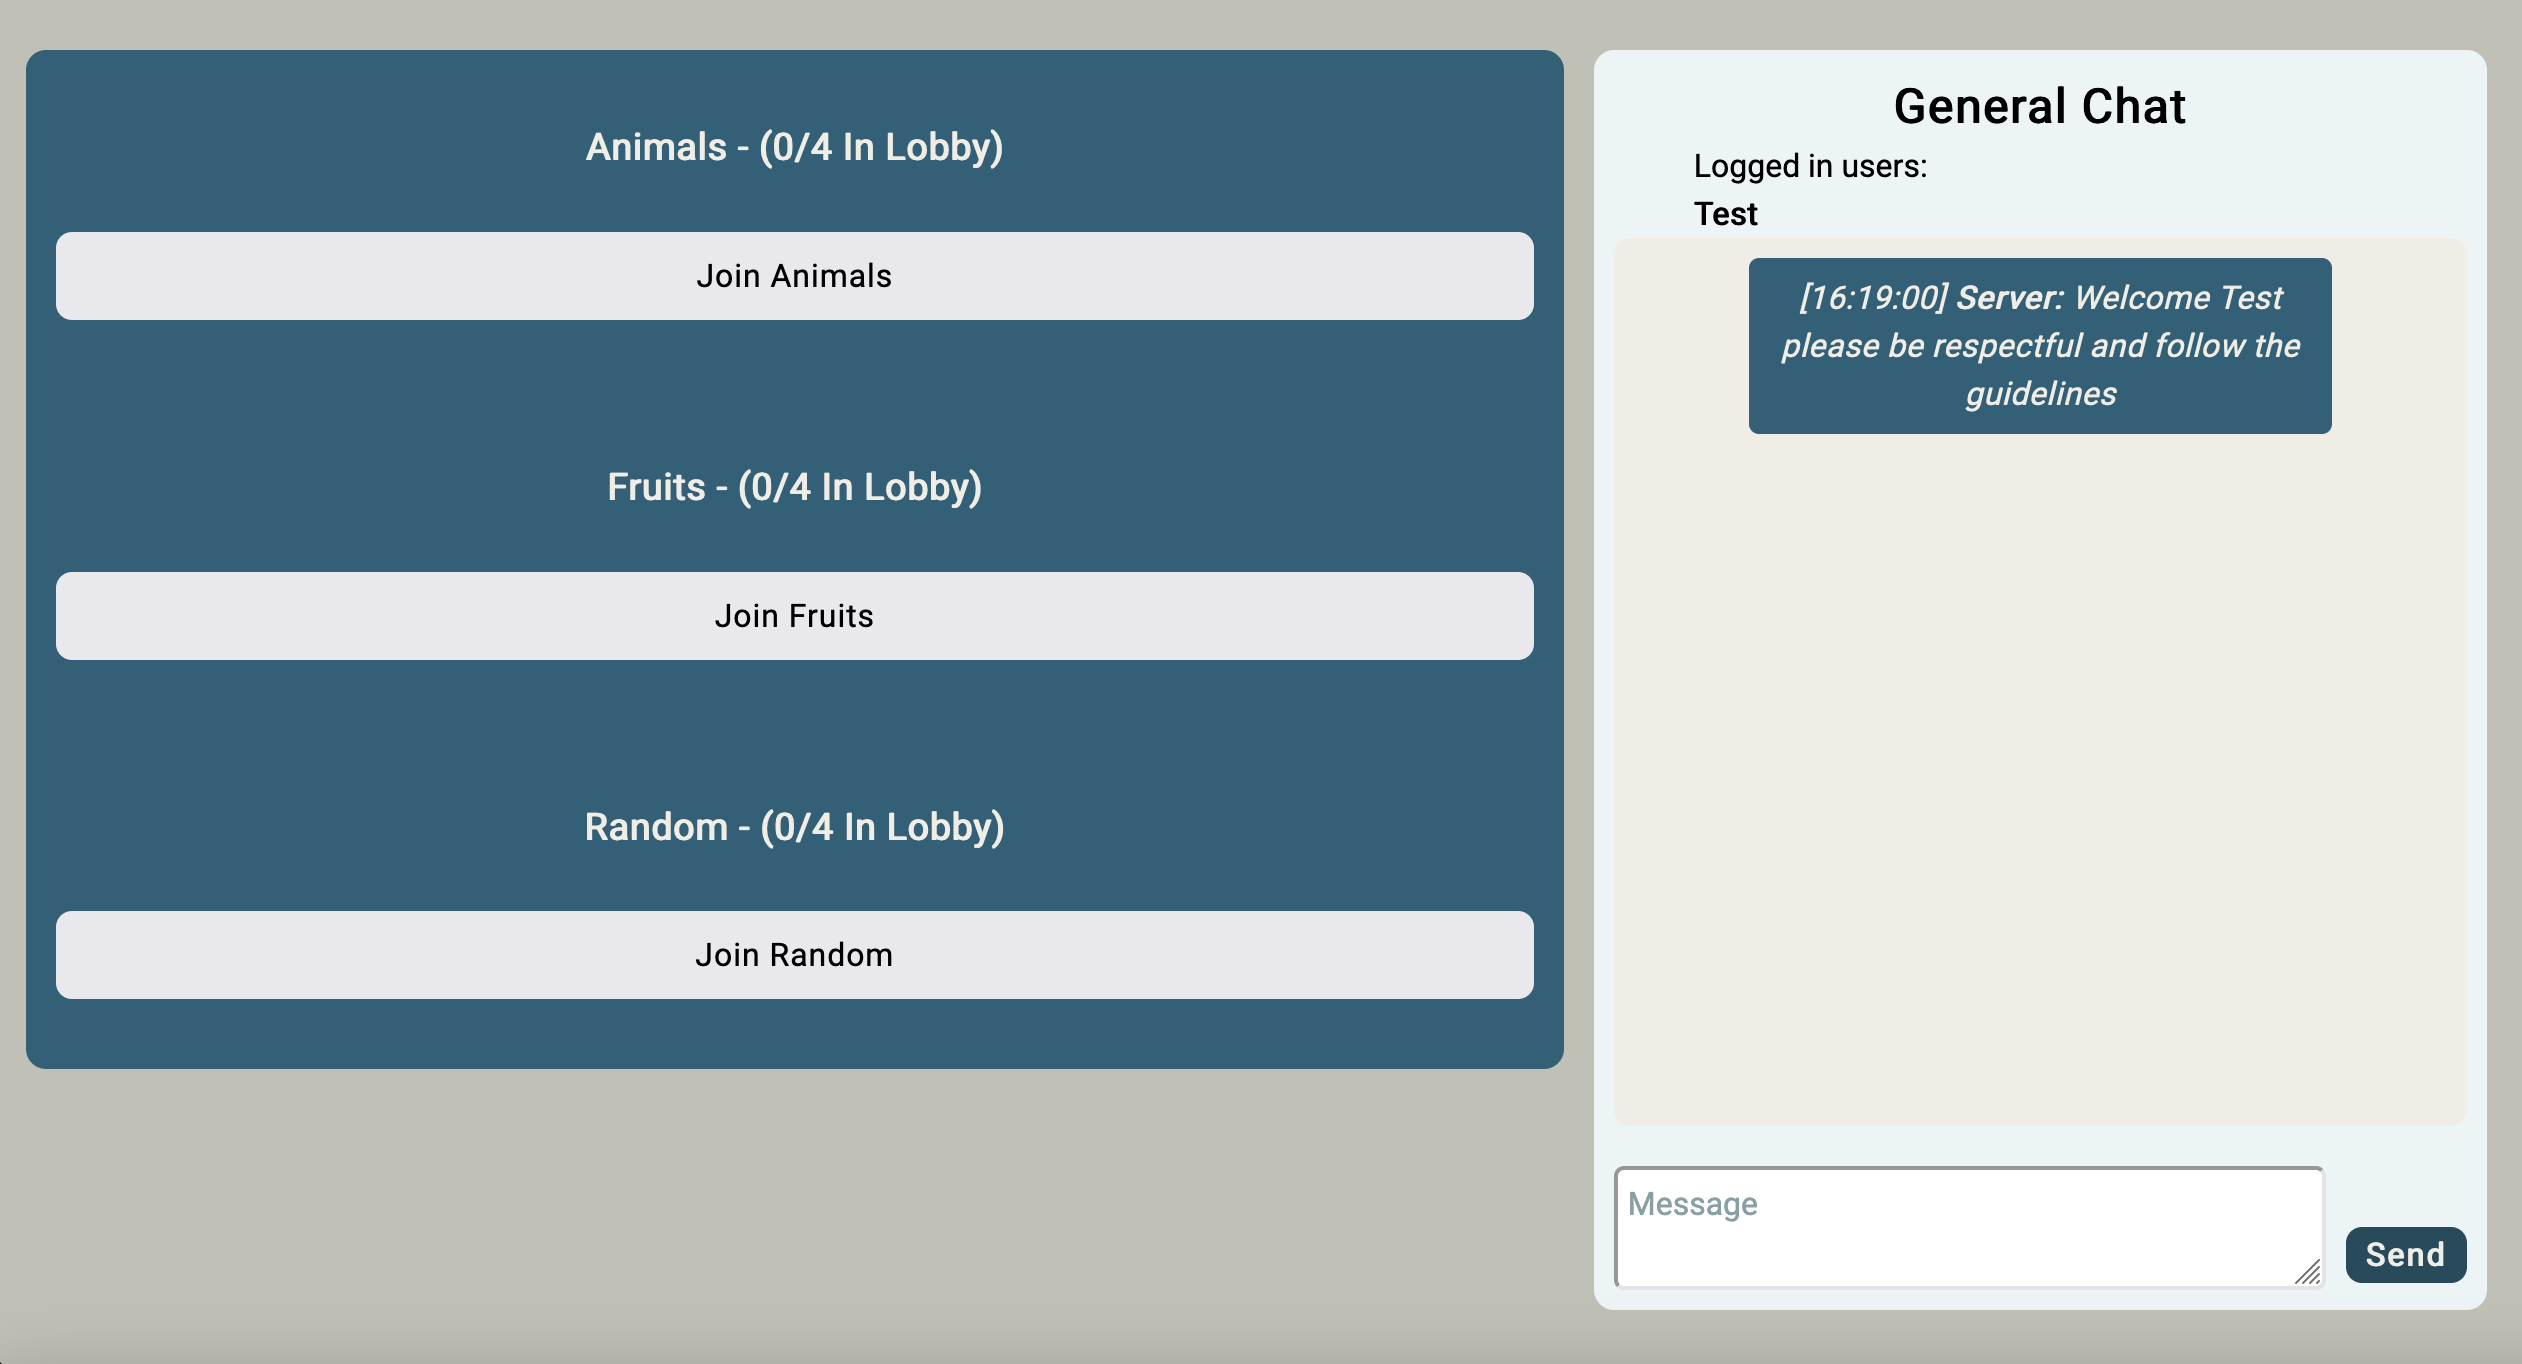 Animals - (0/4 In Lobby)
Join Animals
Fruits - (0/4 In Lobby)
Join Fruits
Random - (0/4 In Lobby)
Join Random
General Chat
Logged in users:
Test
[16:19:00] Server: Welcome Test
please be respectful and follow the
guidelines
Message
Send